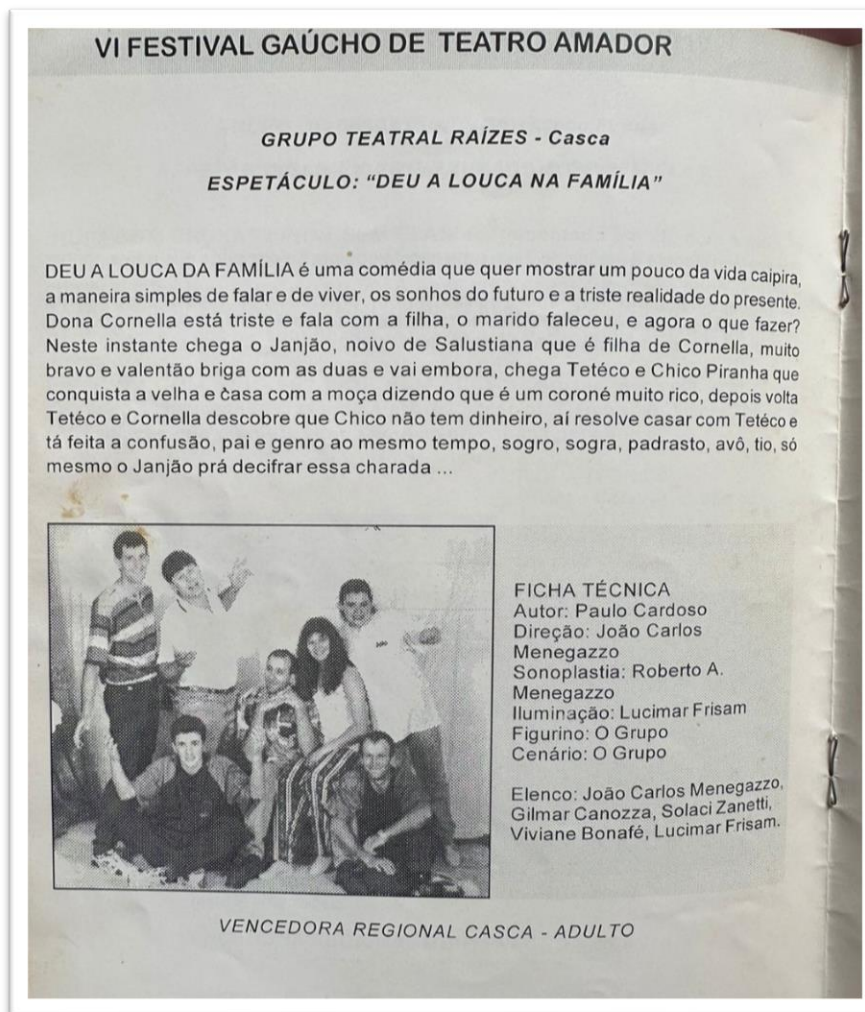 VI FESTIVAL GAÚCHO DE TEATRO AMADOR
GRUPO TEATRAL RAÍZES - Casca
ESPETÁCULO: “DEU A LOUCA NA FAMÍLIA”
DEU A LOUCA DA FAMÍLIA é uma comédia que quer mostrar um pouco da vida caipira,
a maneira simples de falar e de viver, os sonhos do futuro e a triste realidade do presente.
Dona Cornella está triste e fala com a filha, o marido faleceu, e agora o que fazer?
Neste instante chega o Janjão, noivo de Salustiana que é filha de Cornella, muito
bravo e valentão briga com as duas e vai embora, chega Tetéco e Chico Piranha que
conquista a velha e casa com a moça dizendo que é um coroné muito rico, depois volta
Tetéco e Cornella descobre que Chico não tem dinheiro, aí resolve casar com Tetéco e
tá feita a confusão, pai e genro ao mesmo tempo, sogro, sogra, padrasto, avô, tio, só
mesmo o Janjão prá decifrar essa charada ...
FICHA TÉCNICA
Autor: Paulo Cardoso
Direção: João Carlos
Menegazzo
Sonoplastia: Roberto A.
Menegazzo
Iluminação: Lucimar Frisam
Figurino: O Grupo
Cenário: O Grupo
Elenco: João Carlos Menegazzo,
Gilmar Canozza, Solaci Zanetti,
Viviane Bonafé, Lucimar Frisam.
VENCEDORA REGIONAL CASCA - ADULTO